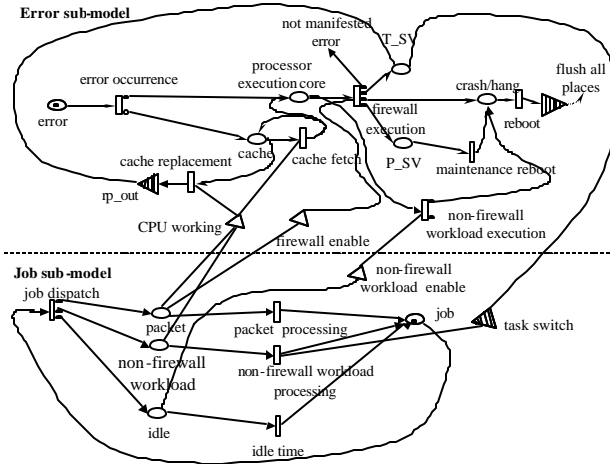 Error sub-model
not manifested
error
T_SV
flush all
places
error occurrence
processor
execution core
crash/hang
error
firewall
execution
reboot
cache
cache fetch
P_SV
maintenance reboot
cache replacement
rp_out
CPU working
firewall enable
non-firewall
workload execution
Job sub-model
job dispatch
non-firewall
workload enable
packet
packet processing
job
task switch
non-firewall
workload
non-firewall workload
processing
idle
idle time